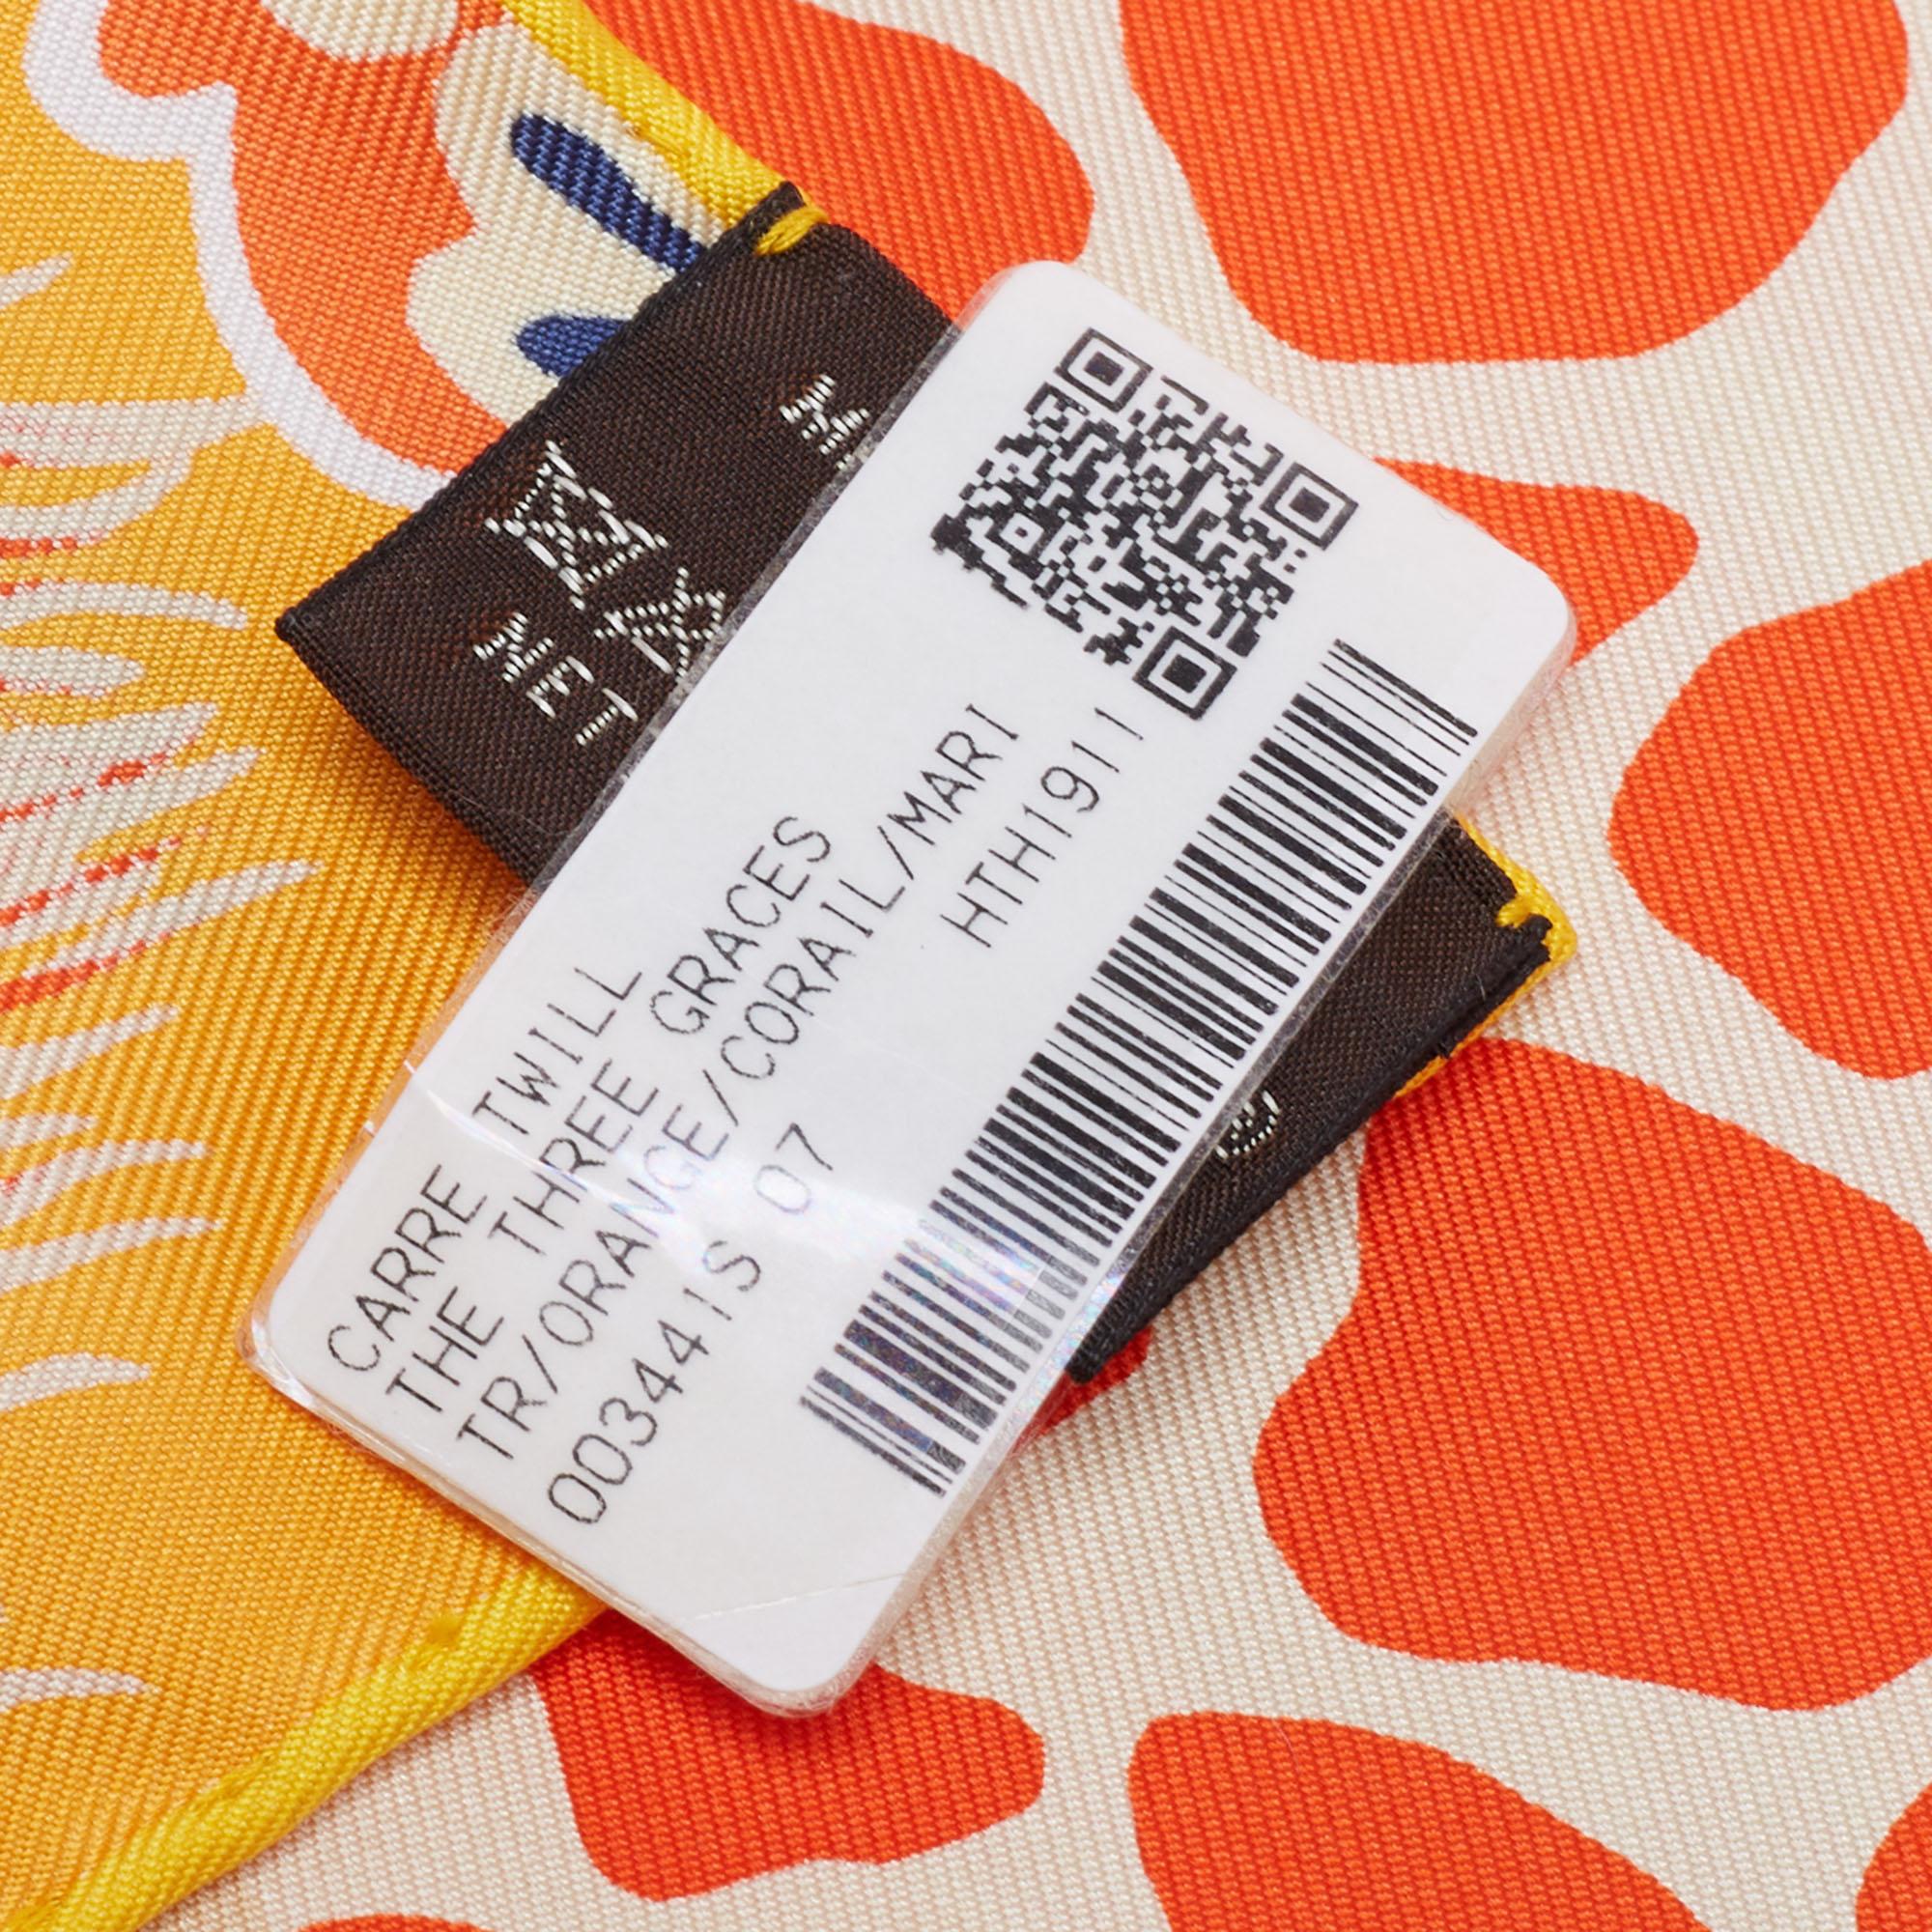 CARRE TWILL
THE THREE GRACES
TR/ORANGE/CORAIL/MARI
003441S 07
HTH1911